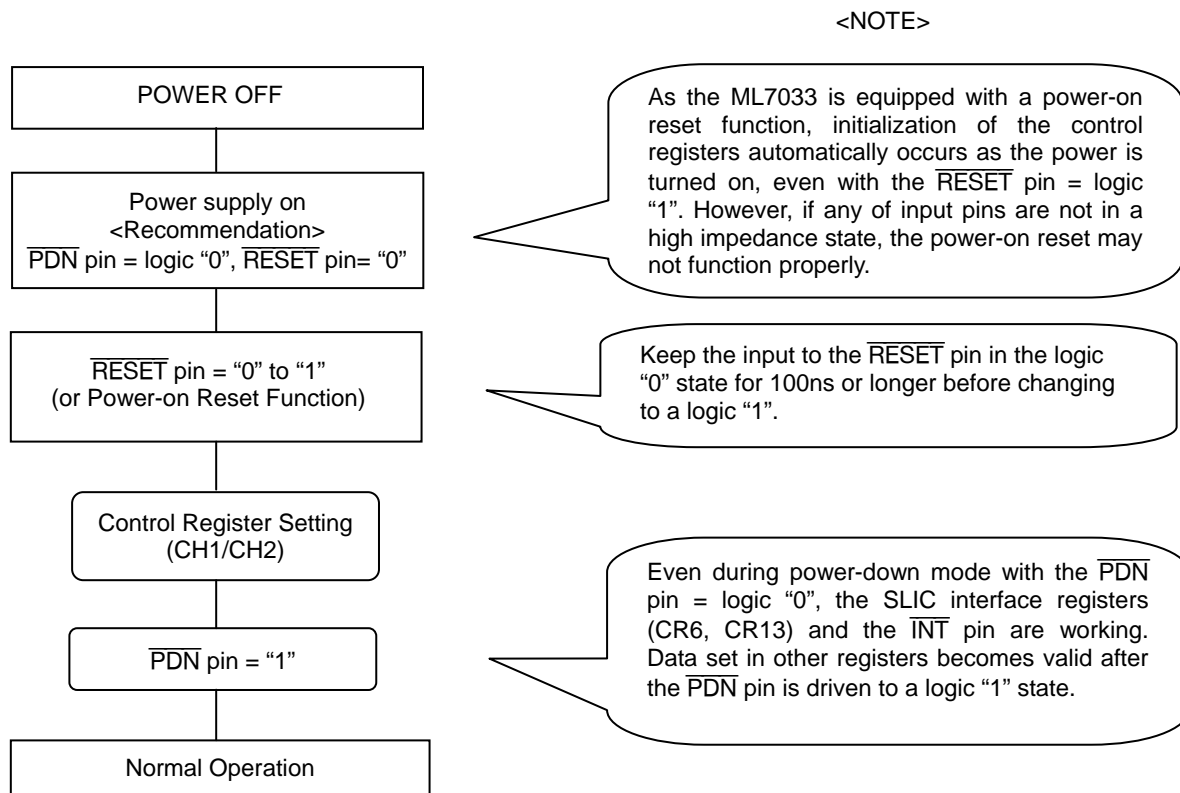 <NOTE>
POWER OFF
Power supply on
<Recommendation>
PDN pin = logic “0”, RESET pin= “0”
As the ML7033 is equipped with a power-on
reset function, initialization of the control
registers automatically occurs as the power is
turned on, even with the RESET pin = logic
“1”. However, if any of input pins are not in a
high impedance state, the power-on reset may
not function properly.
RESET pin = “0” to “1”
(or Power-on Reset Function)
Keep the input to the RESET pin in the logic
“0” state for 100ns or longer before changing
to a logic “1”.
Control Register Setting
(CH1/CH2)
PDN pin = “1”
Even during power-down mode with the PDN
pin = logic “0”, the SLIC interface registers
(CR6, CR13) and the INT pin are working.
Data set in other registers becomes valid after
the PDN pin is driven to a logic “1” state.
Normal Operation